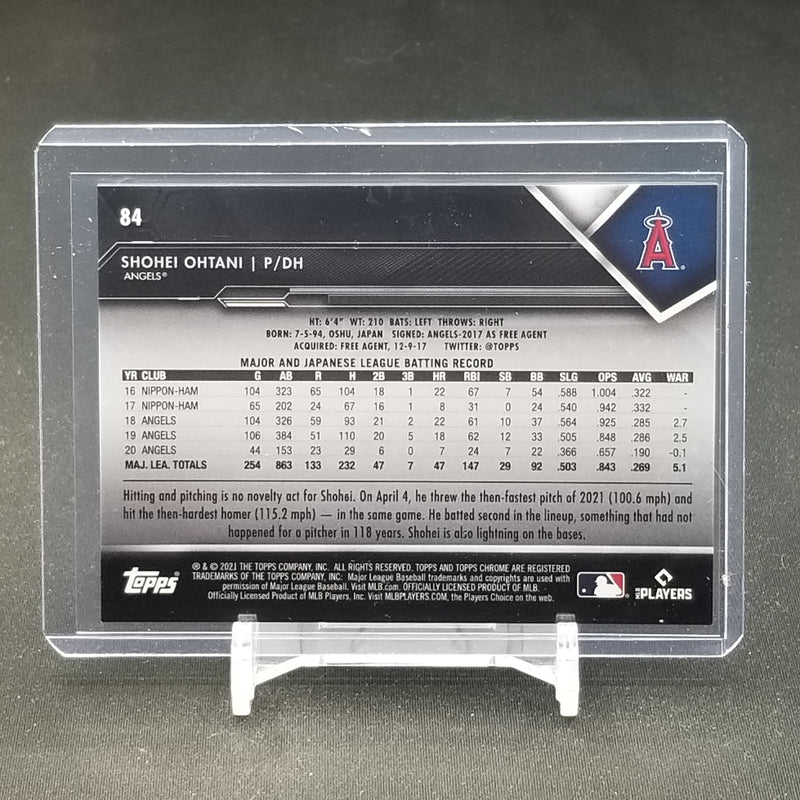 84
A
SHOHEI OHTANI | P/DH
ANGELS®
HT: 6'4" WT: 210 BATS: LEFT THROWS: RIGHT
BORN: 7-5-94, OSHU, JAPAN SIGNED: ANGELS-2017 AS FREE AGENT
ACQUIRED: FREE AGENT, 12-9-17 TWITTER: @TOPPS
MAJOR AND JAPANESE LEAGUE BATTING RECORD
YR CLUB G AB R H 2B 3B HR RBI SB BB SLG OPS AVG WAR
16 NIPPON-HAM 104 323 65 104 18 1 22 67 7 54 .588 1.004 .322 -
17 NIPPON-HAM 65 202 24 67 16 1 8 31 0 24 .540 .942 .332 -
18 ANGELS 104 326 59 93 21 2 22 61 10 37 .564 .925 .285 2.7
19 ANGELS 106 384 51 110 20 5 18 62 12 33 .505 .848 .286 2.5
20 ANGELS 44 153 23 29 6 0 7 24 7 22 .366 .657 .190 -0.1
MAJ. LEA. TOTALS 254 863 133 232 47 7 47 147 29 92 .503 .843 .269 5.1
Hitting and pitching is no novelty act for Shohei. On April 4, he threw the then-fastest pitch of 2021 (100.6 mph) and
hit the then-hardest homer (115.2 mph) — in the same game. He batted second in the lineup, something that had not
happened for a pitcher in 118 years. Shohei is also lightning on the bases.
® & © 2021 THE TOPPS COMPANY, INC. ALL RIGHTS RESERVED. TOPPS AND TOPPS CHROME ARE REGISTERED
TRADEMARKS OF THE TOPPS COMPANY, INC. Major League Baseball trademarks and copyrights are used with
permission of Major League Baseball. Visit MLB.com. OFFICIALLY LICENSED PRODUCT OF MLB.
Officially Licensed Product of MLB Players, Inc. Visit MLBPLAYERS.COM, the Players Choice on the web.
Topps®
MLB PLAYERS